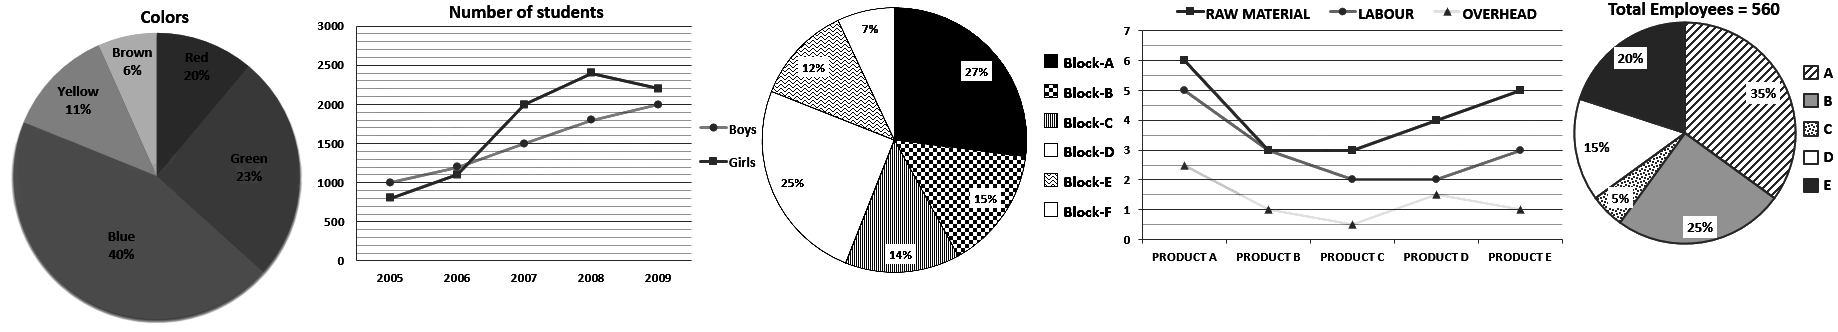 Colors
Brown
6%
Red
20%
Yellow
11%
Green
23%
Blue
40%
Number of students
3000
2500
2000
1500
1000
500
0
2005 2006 2007 2008 2009
Boys
Girls
7%
27%
12%
15%
25%
14%
Block-A
Block-B
Block-C
Block-D
Block-E
Block-F
RAW MATERIAL LABOUR OVERHEAD
7
6
5
4
3
2
1
0
PRODUCT A PRODUCT B PRODUCT C PRODUCT D PRODUCT E
Total Employees = 560
20%
35%
15%
5%
25%
A
B
C
D
E